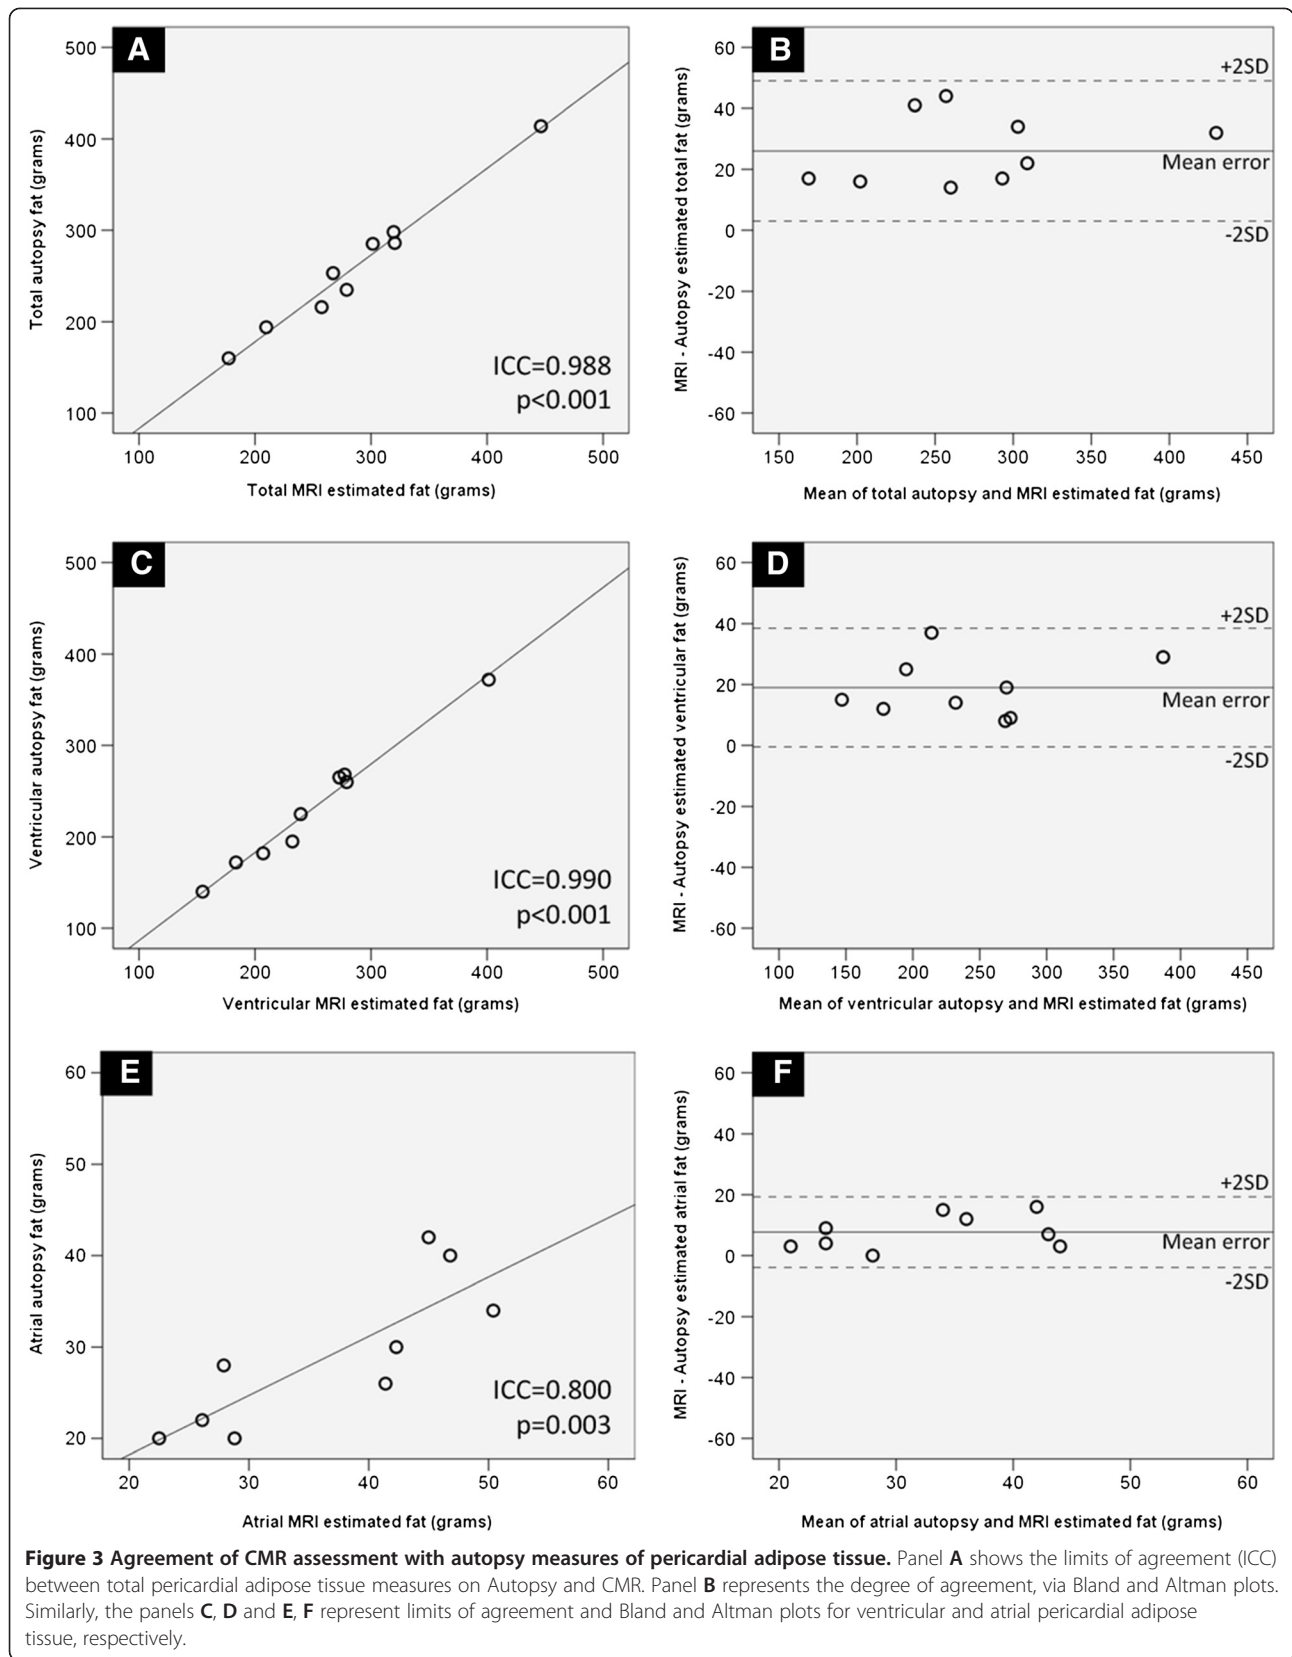 A
500
400
300
200
100
Total autopsy fat (grams)
ICC=0.988
p<0.001
100 200 300 400 500
Total MRI estimated fat (grams)
B
60
40
20
0
-20
-40
-60
MRI - Autopsy estimated total fat (grams)
+2SD
Mean error
-2SD
150 200 250 300 350 400 450
Mean of total autopsy and MRI estimated fat (grams)
C
500
400
300
200
100
Ventricular autopsy fat (grams)
ICC=0.990
p<0.001
100 200 300 400 500
Ventricular MRI estimated fat (grams)
D
60
40
20
0
-20
-40
-60
MRI - Autopsy estimated ventricular fat (grams)
+2SD
Mean error
-2SD
100 150 200 250 300 350 400 450
Mean of ventricular autopsy and MRI estimated fat (grams)
E
60
50
40
30
20
Atrial autopsy fat (grams)
ICC=0.800
p=0.003
20 30 40 50 60
Atrial MRI estimated fat (grams)
F
60
40
20
0
-20
-40
-60
MRI - Autopsy estimated atrial fat (grams)
+2SD
Mean error
-2SD
20 30 40 50 60
Mean of atrial autopsy and MRI estimated fat (grams)
Figure 3 Agreement of CMR assessment with autopsy measures of pericardial adipose tissue. Panel A shows the limits of agreement (ICC)
between total pericardial adipose tissue measures on Autopsy and CMR. Panel B represents the degree of agreement, via Bland and Altman plots.
Similarly, the panels C, D and E, F represent limits of agreement and Bland and Altman plots for ventricular and atrial pericardial adipose
tissue, respectively.